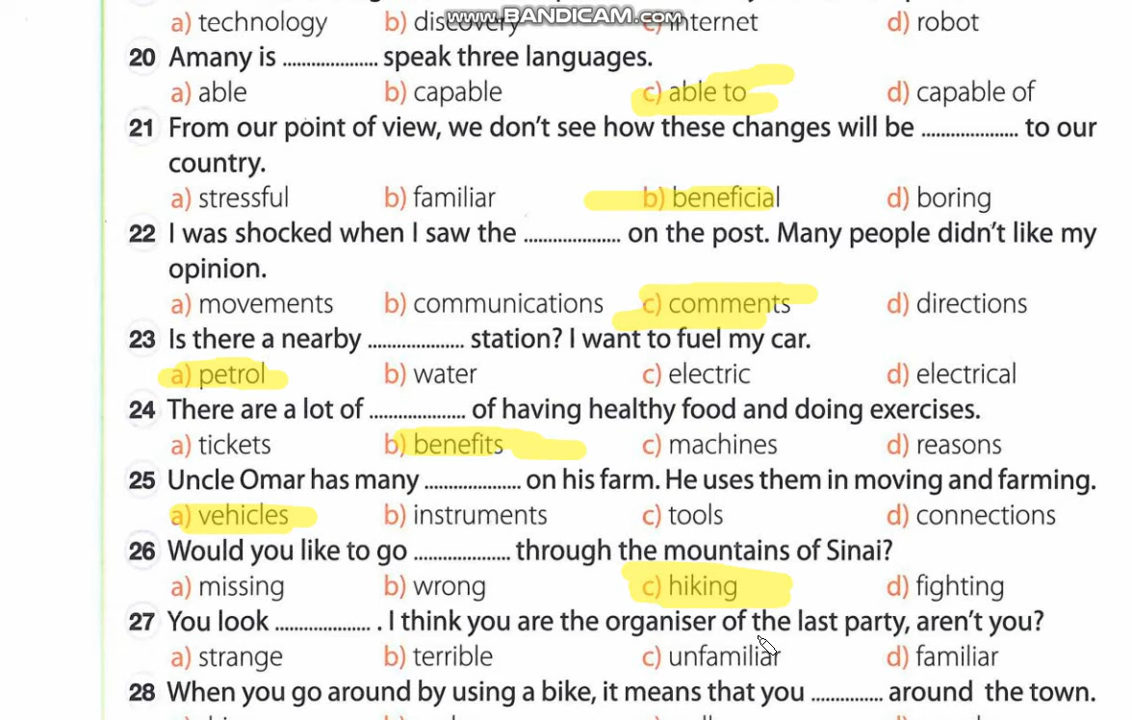 www.BANDICAM.com
a) technology b) discovery c) internet d) robot
20 Amany is .................... speak three languages.
a) able b) capable c) able to d) capable of
21 From our point of view, we don't see how these changes will be .................... to our
country.
a) stressful b) familiar b) beneficial d) boring
22 I was shocked when I saw the .................... on the post. Many people didn't like my
opinion.
a) movements b) communications c) comments d) directions
23 Is there a nearby .................... station? I want to fuel my car.
a) petrol b) water c) electric d) electrical
24 There are a lot of .................... of having healthy food and doing exercises.
a) tickets b) benefits c) machines d) reasons
25 Uncle Omar has many .................... on his farm. He uses them in moving and farming.
a) vehicles b) instruments c) tools d) connections
26 Would you like to go .................... through the mountains of Sinai?
a) missing b) wrong c) hiking d) fighting
27 You look .................... . I think you are the organiser of the last party, aren't you?
a) strange b) terrible c) unfamiliar d) familiar
28 When you go around by using a bike, it means that you ............... around the town.